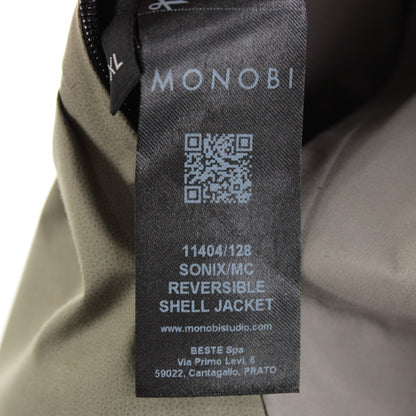 XL
MONOBI
11404/128
SONIX/MC
REVERSIBLE
SHELL JACKET
www.monobistudio.com
BESTE Spa
Via Primo Levi, 6
59022, Cantagallo, PRATO